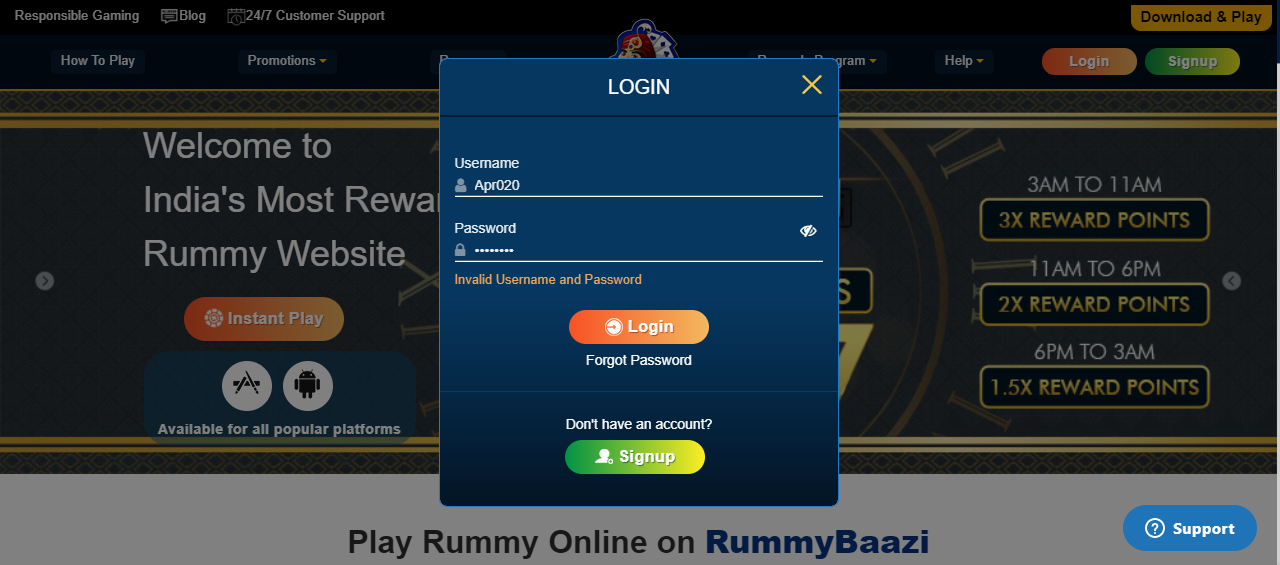 Responsible Gaming Blog 24/7 Customer Support
Download & Play
How To Play Promotions Program Help Login Signup
LOGIN
Welcome to
India's Most Rewar
Rummy Website
Instant Play
Available for all popular platforms
Username
Apr020
Password
••••••••
Invalid Username and Password
Login
Forgot Password
Don't have an account?
Signup
3AM TO 11AM
3X REWARD POINTS
11AM TO 6PM
2X REWARD POINTS
6PM TO 3AM
1.5X REWARD POINTS
Play Rummy Online on RummyBaazi
Support